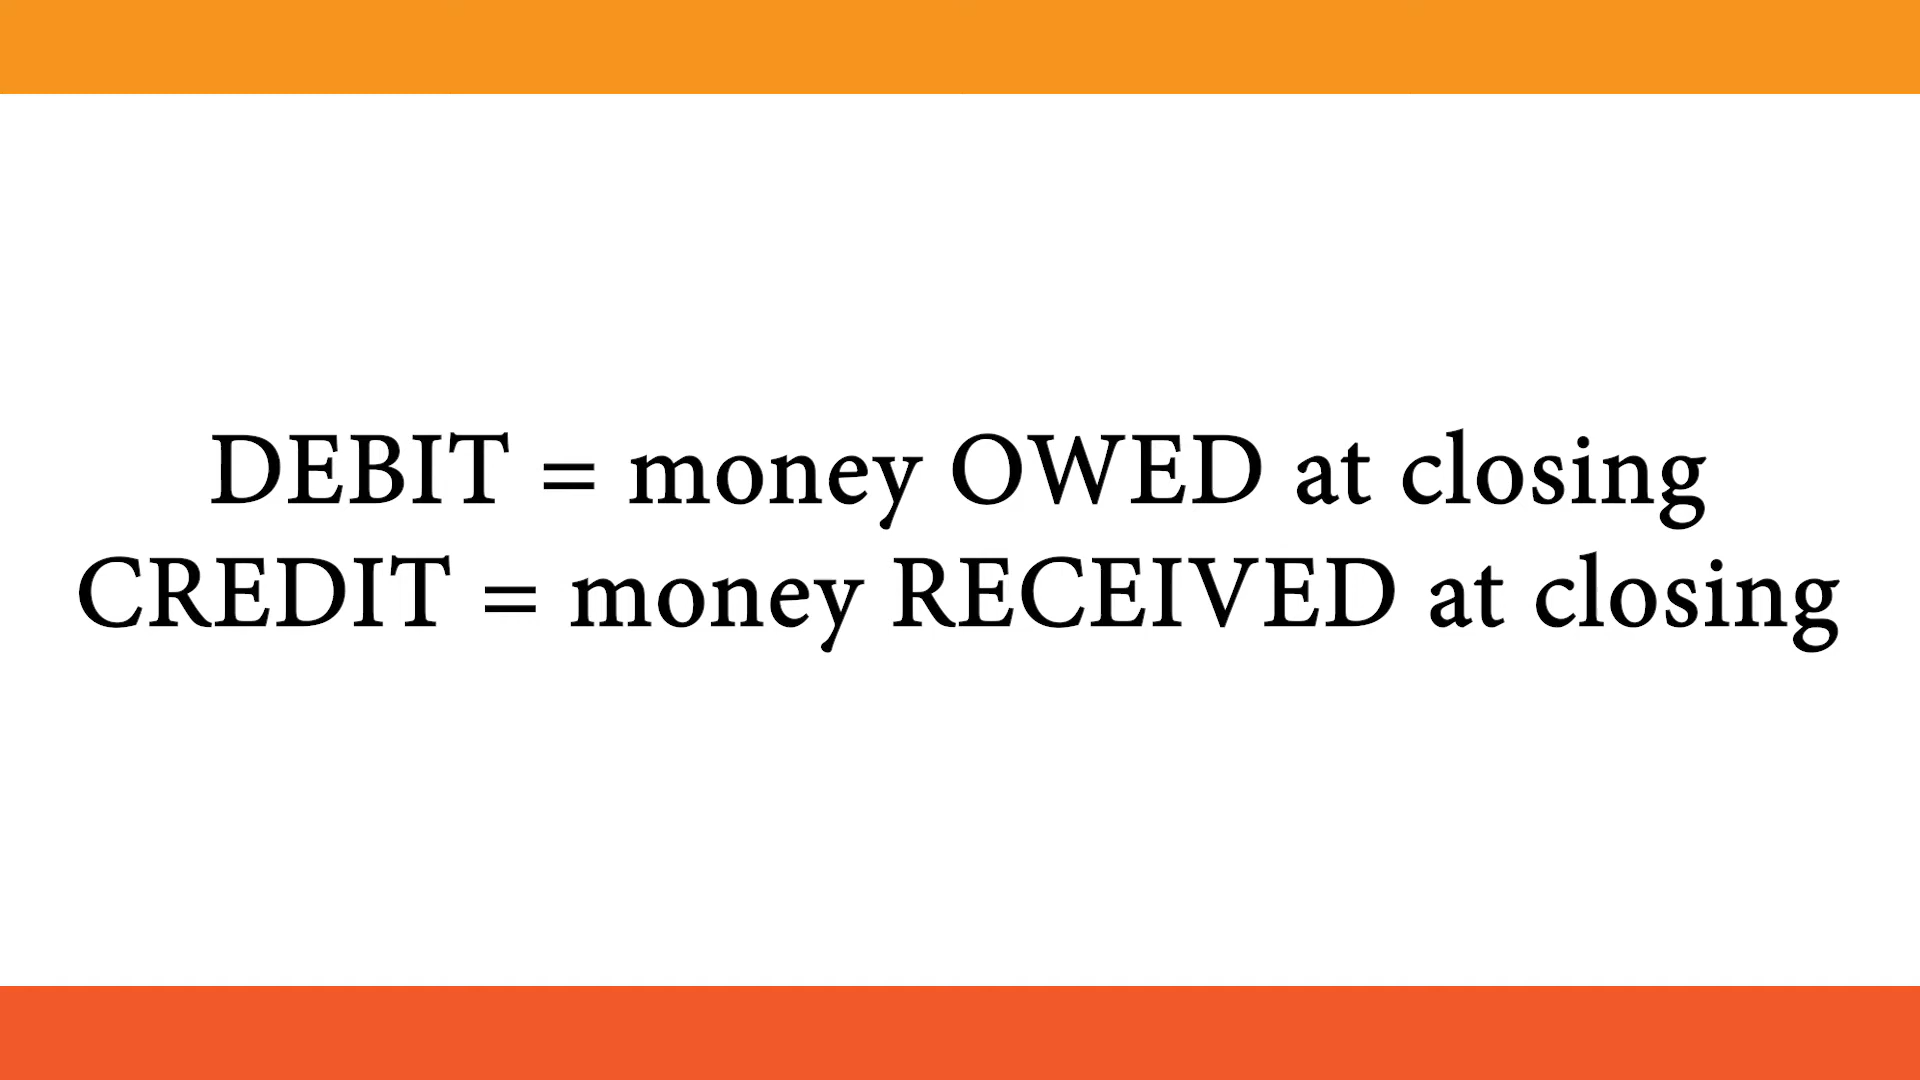 DEBIT = money OWED at closing
CREDIT = money RECEIVED at closing